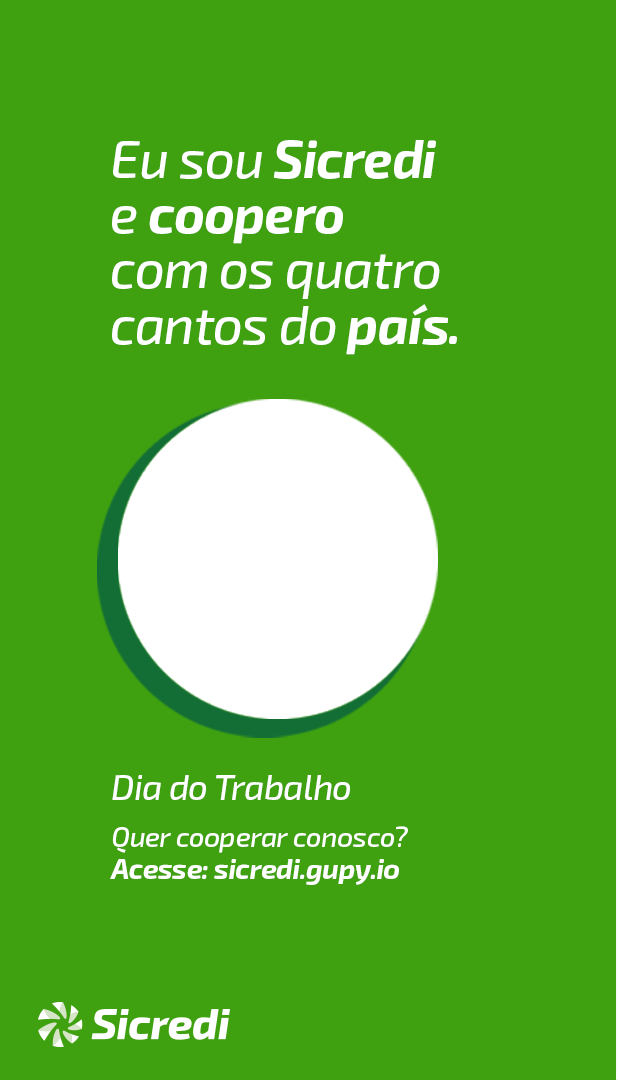 Eu sou Sicredi
e coopero
com os quatro
cantos do país.
Dia do Trabalho
Quer cooperar conosco?
Acesse: sicredi.gupy.io
Sicredi